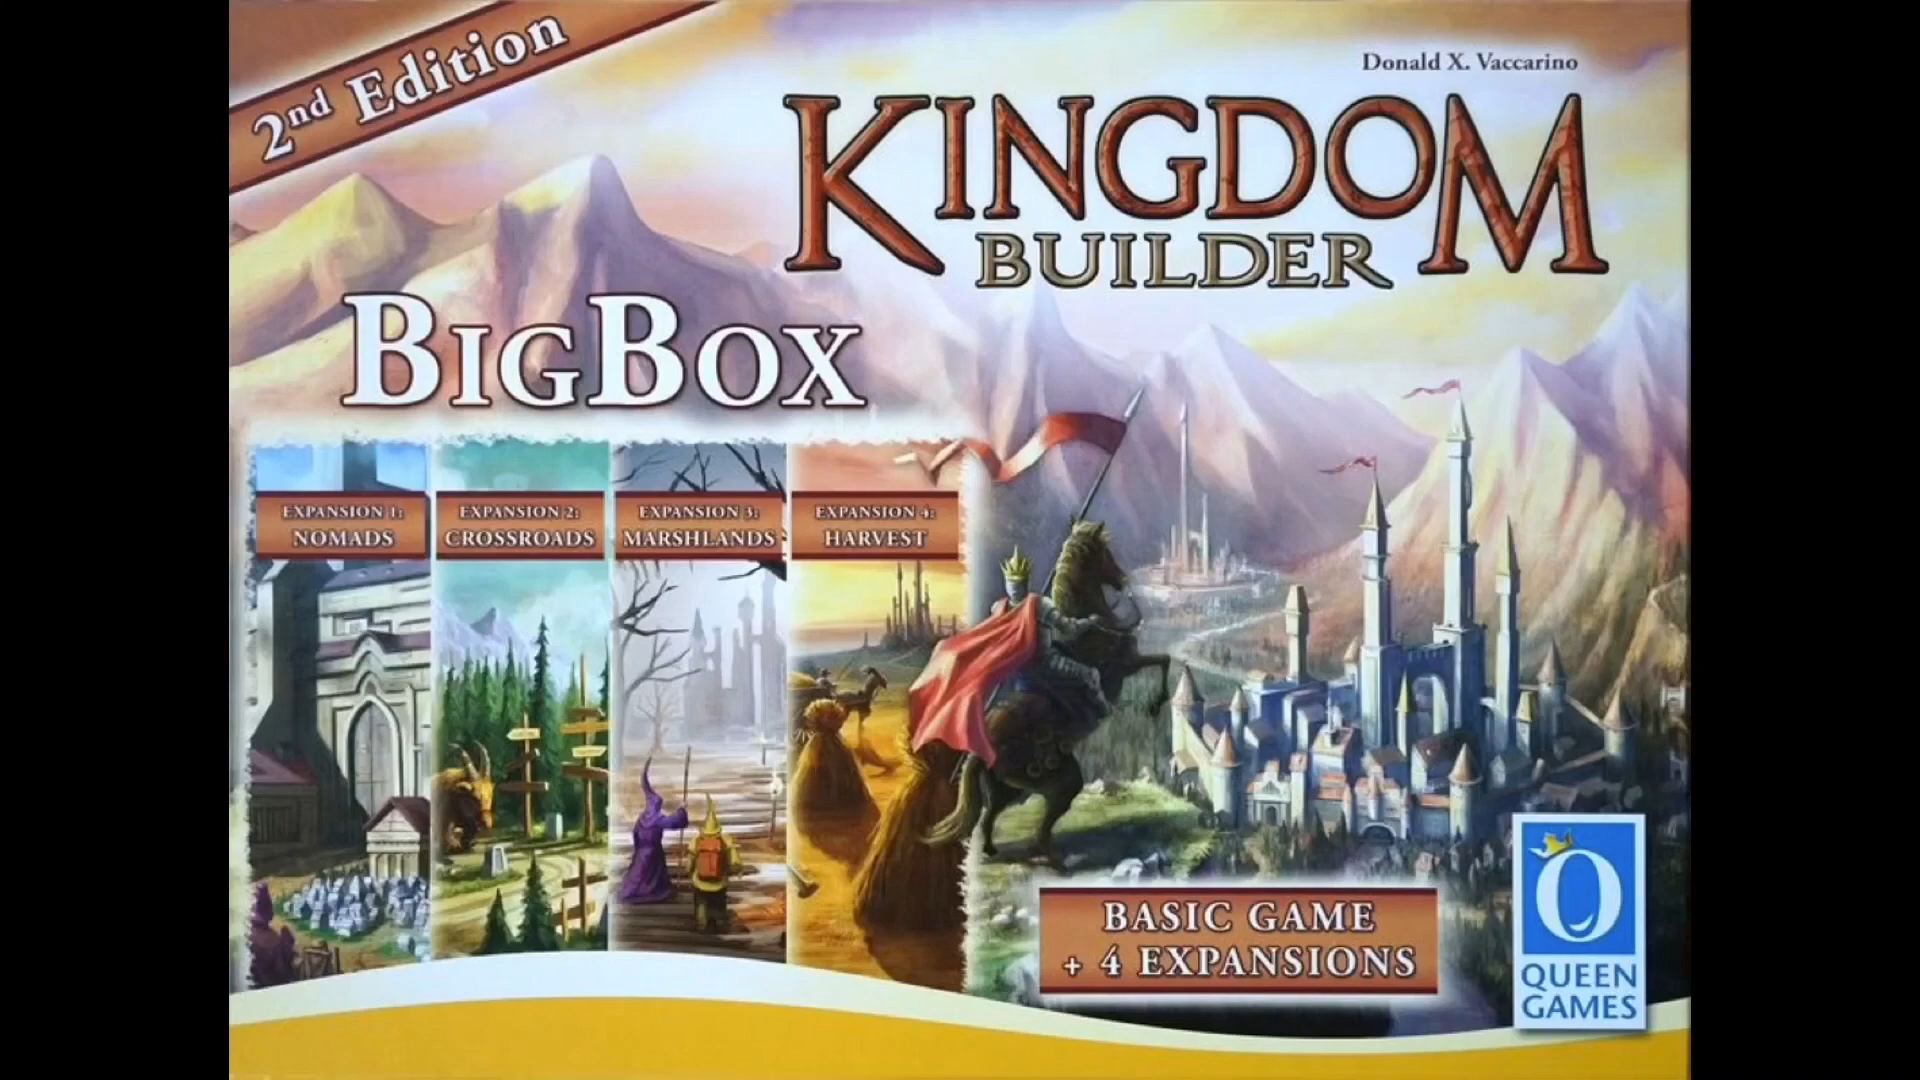 2nd Edition
Donald X. Vaccarino
KINGDOM
BUILDER
BIGBOX
EXPANSION 1:
NOMADS
EXPANSION 2:
CROSSROADS
EXPANSION 3:
MARSHLANDS
EXPANSION 4:
HARVEST
BASIC GAME
+ 4 EXPANSIONS
QUEEN
GAMES